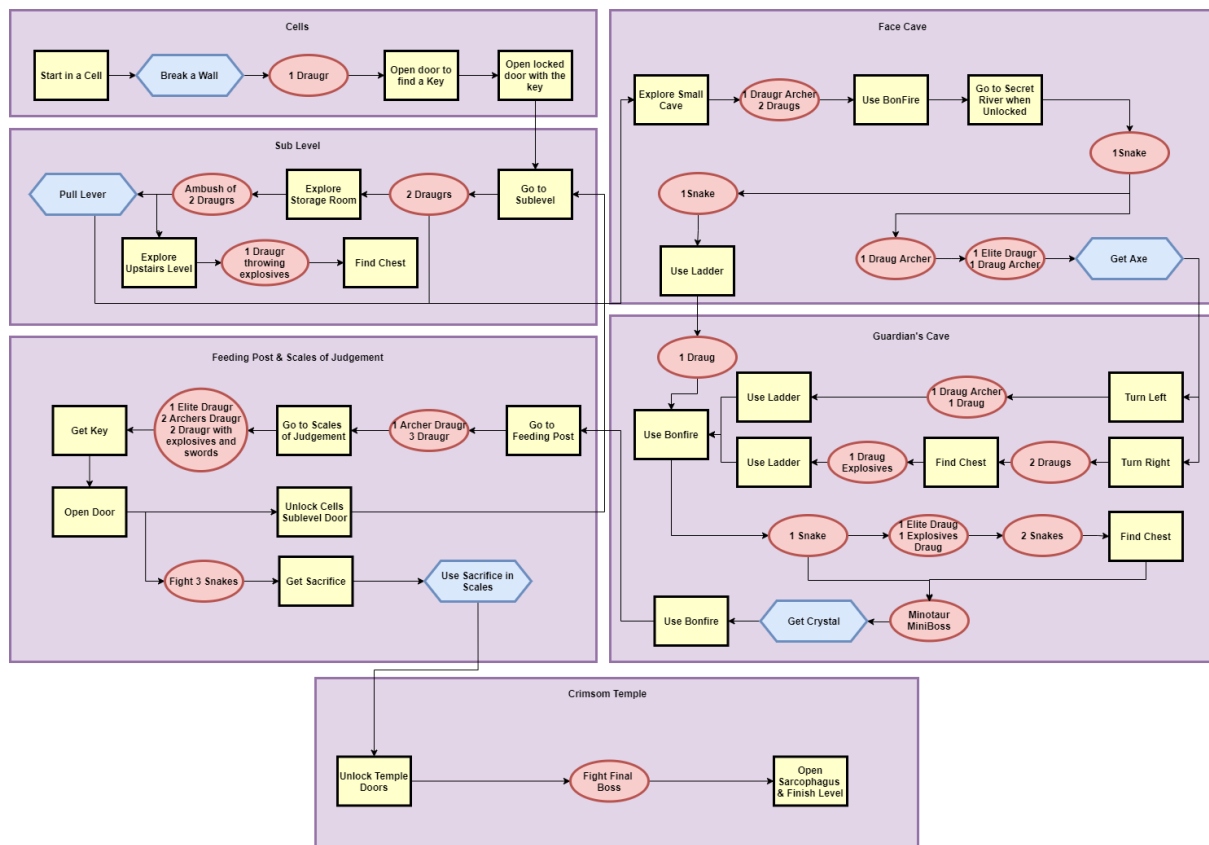 Cells
Start in a Cell
Break a Wall
1 Draugr
Open door to
find a Key
Open locked
door with the
key
Sub Level
Pull Lever
Ambush of
2 Draugrs
Explore
Storage Room
2 Draugrs
Go to
Sublevel
Explore
Upstairs Level
1 Draugr
throwing
explosives
Find Chest
Face Cave
Explore Small
Cave
1 Draugr Archer
2 Draugs
Use BonFire
Go to Secret
River when
Unlocked
1Snake
1Snake
Use Ladder
1 Draug Archer
1 Elite Draugr
1 Draug Archer
Get Axe
Guardian's Cave
1 Draug
Use Bonfire
Use Ladder
1 Draug Archer
1 Draug
Turn Left
Use Ladder
1 Draug
Explosives
Find Chest
2 Draugs
Turn Right
1 Snake
1 Elite Draug
1 Explosives
Draug
2 Snakes
Find Chest
Use Bonfire
Get Crystal
Minotaur
MiniBoss
Feeding Post & Scales of Judgement
Get Key
1 Elite Draugr
2 Archers Draugr
2 Draugr with
explosives and
swords
Go to Scales
of Judgement
1 Archer Draugr
3 Draugr
Go to
Feeding Post
Open Door
Unlock Cells
Sublevel Door
Fight 3 Snakes
Get Sacrifice
Use Sacrifice in
Scales
Crimsom Temple
Unlock Temple
Doors
Fight Final
Boss
Open
Sarcophagus
& Finish Level